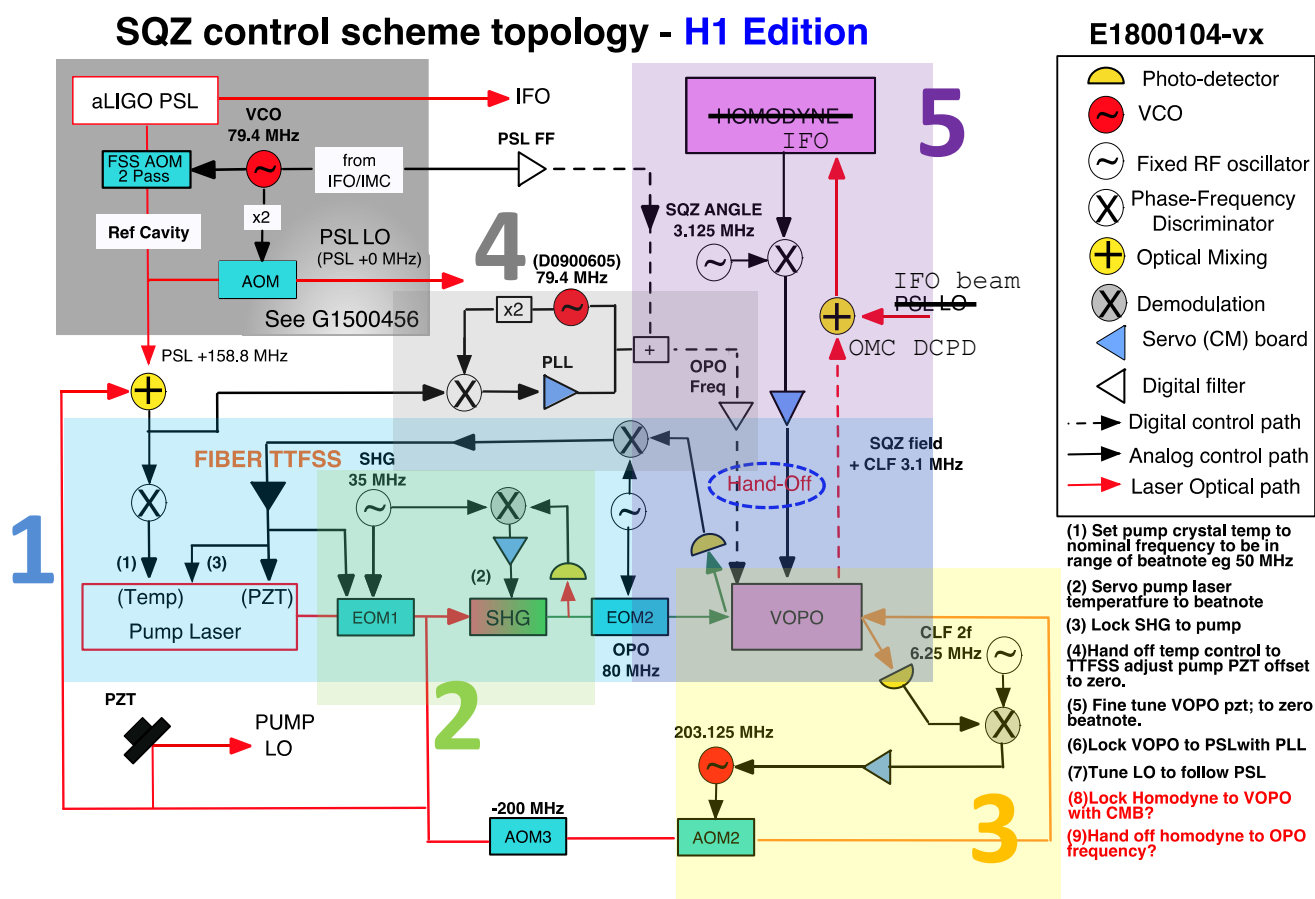 SQZ control scheme topology - H1 Edition
E1800104-vx
aLIGO PSL
IFO
VCO
79.4 MHz
FSS AOM
2 Pass
from
IFO/IMC
PSL FF
x2
Ref Cavity
PSL LO
(PSL +0 MHz)
AOM
See G1500456
PSL +158.8 MHz
4
(D0900605)
79.4 MHz
x2
PLL
+
OPO
Freq
5
HOMODYNE
IFO
SQZ ANGLE
3.125 MHz
IFO beam
PSL LO
OMC DCPD
SQZ field
+ CLF 3.1 MHz
Hand-Off
1
FIBER TTFSS
SHG
35 MHz
(1)
(3)
(2)
(Temp)
(PZT)
Pump Laser
EOM1
SHG
EOM2
OPO
80 MHz
VOPO
2
PZT
PUMP
LO
-200 MHz
AOM3
CLF 2f
6.25 MHz
203.125 MHz
AOM2
3
Photo-detector
VCO
Fixed RF oscillator
Phase-Frequency
Discriminator
Optical Mixing
Demodulation
Servo (CM) board
Digital filter
Digital control path
Analog control path
Laser Optical path
(1) Set pump crystal temp to
nominal frequency to be in
range of beatnote eg 50 MHz
(2) Servo pump laser
temperatfure to beatnote
(3) Lock SHG to pump
(4)Hand off temp control to
TTFSS adjust pump PZT offset
to zero.
(5) Fine tune VOPO pzt; to zero
beatnote.
(6)Lock VOPO to PSLwith PLL
(7)Tune LO to follow PSL
(8)Lock Homodyne to VOPO
with CMB?
(9)Hand off homodyne to OPO
frequency?